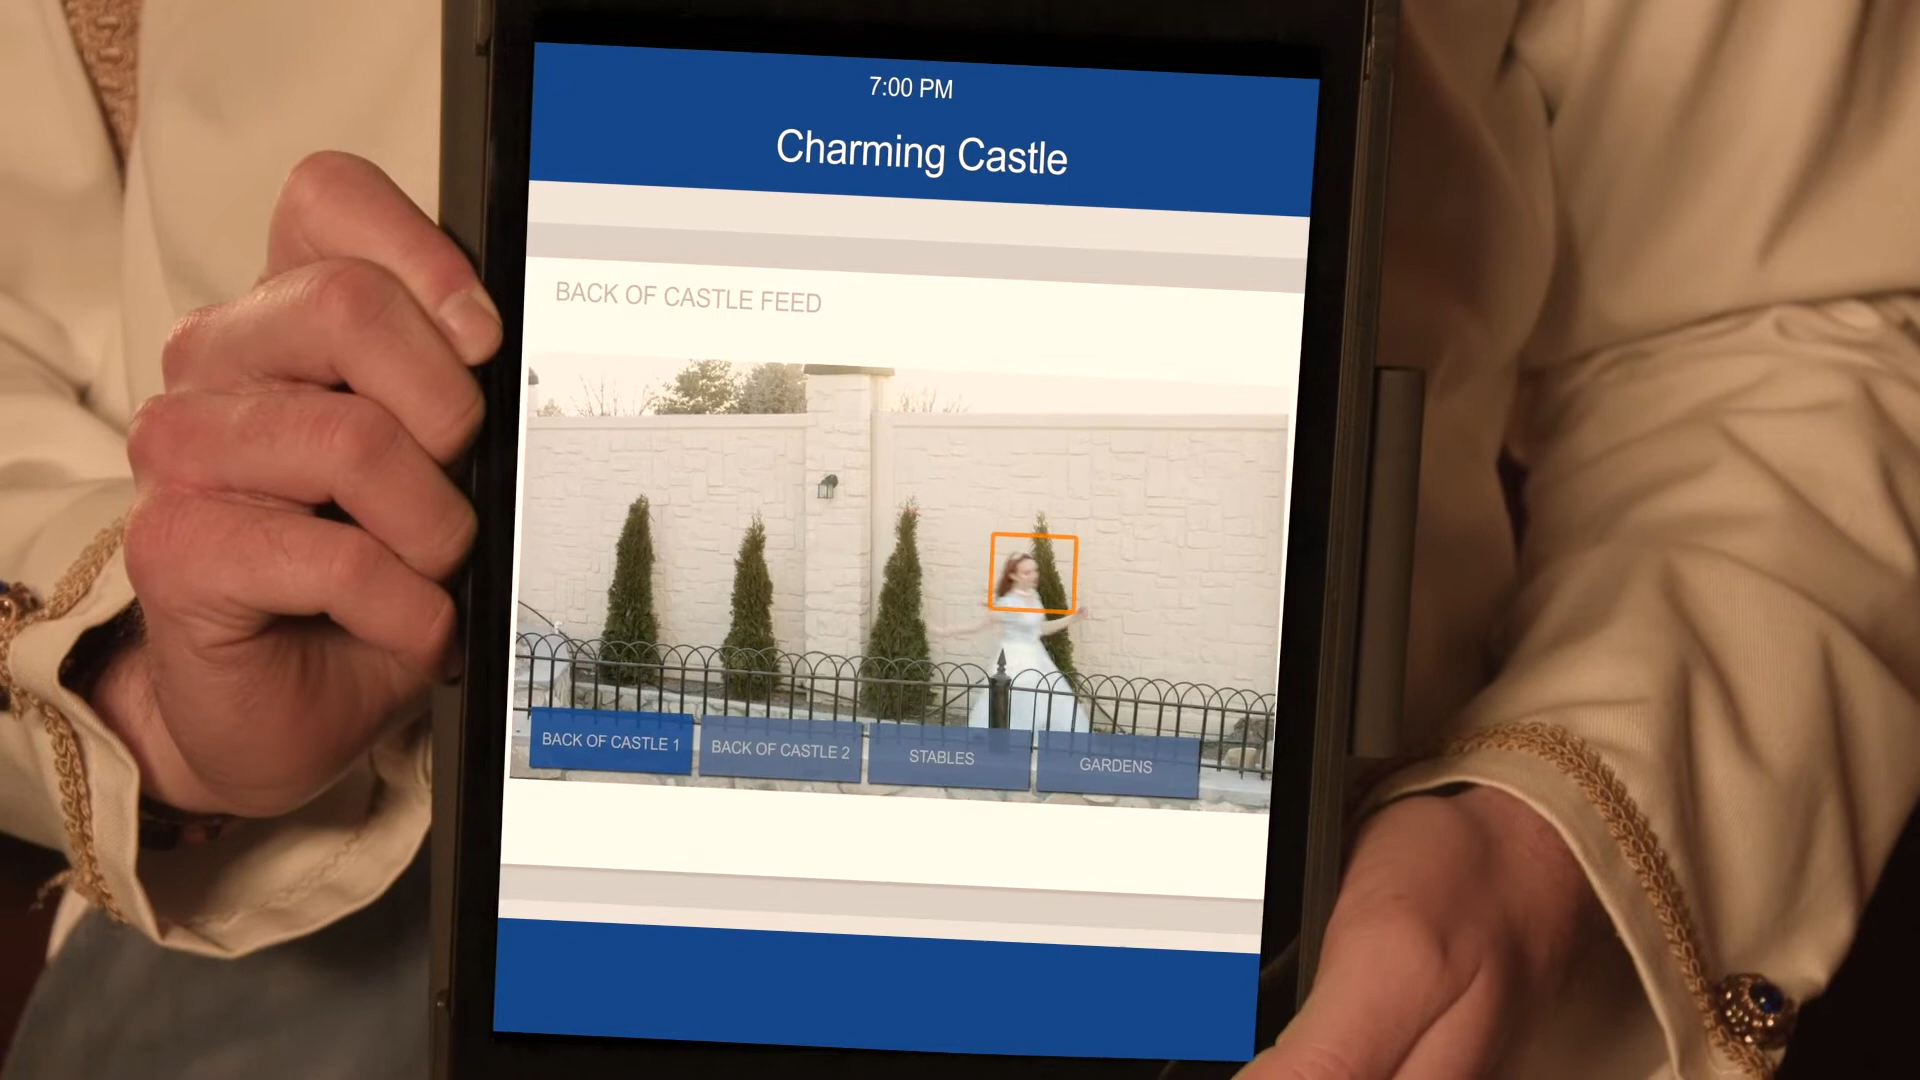 7:00 PM
Charming Castle
BACK OF CASTLE FEED
BACK OF CASTLE 1
BACK OF CASTLE 2
STABLES
GARDENS